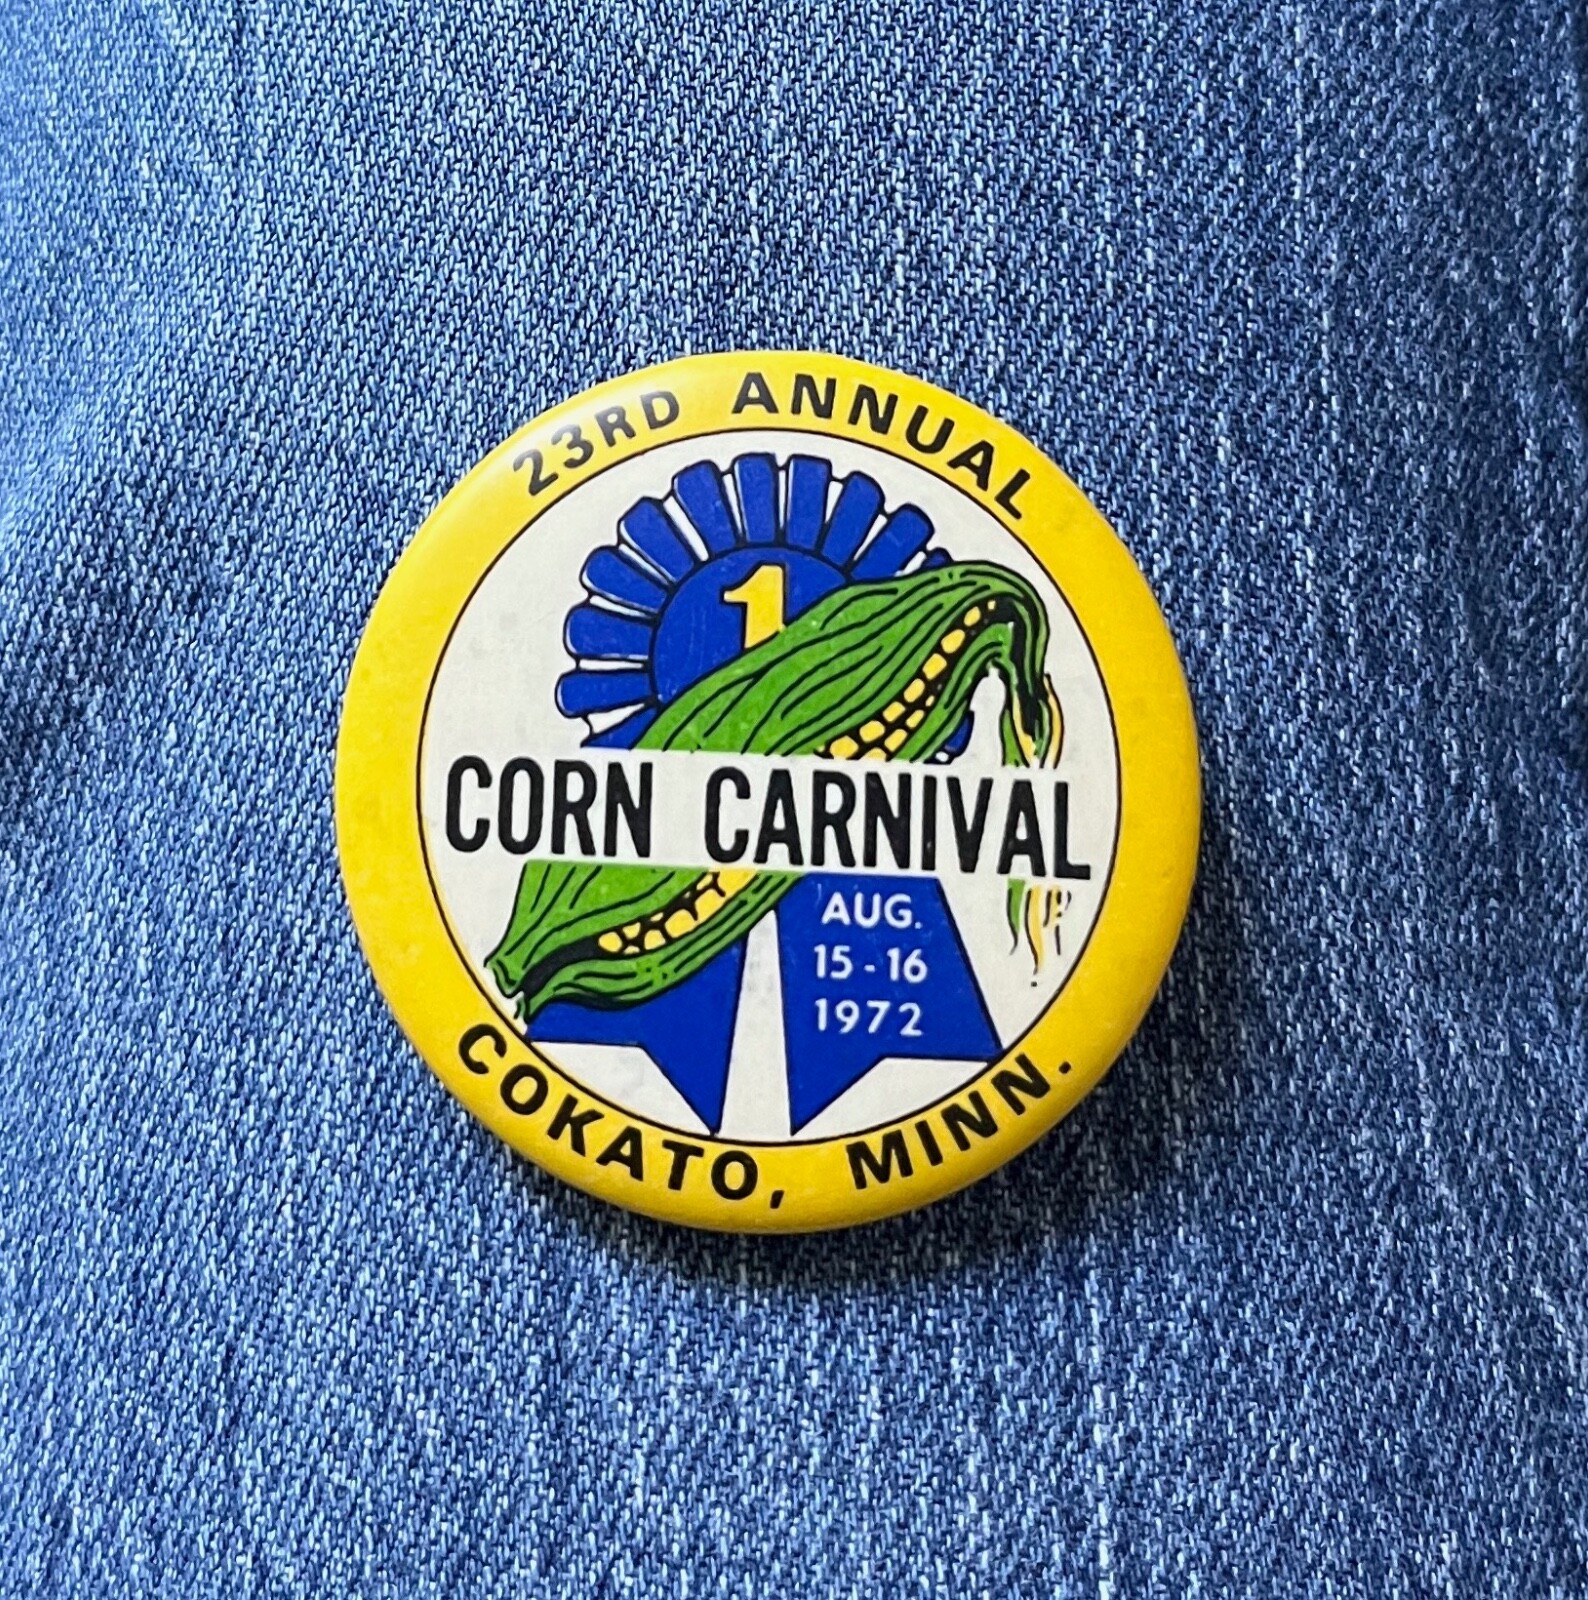 23RD ANNUAL
1
CORN CARNIVAL
AUG.
15-16
1972
COKATO, MINN.